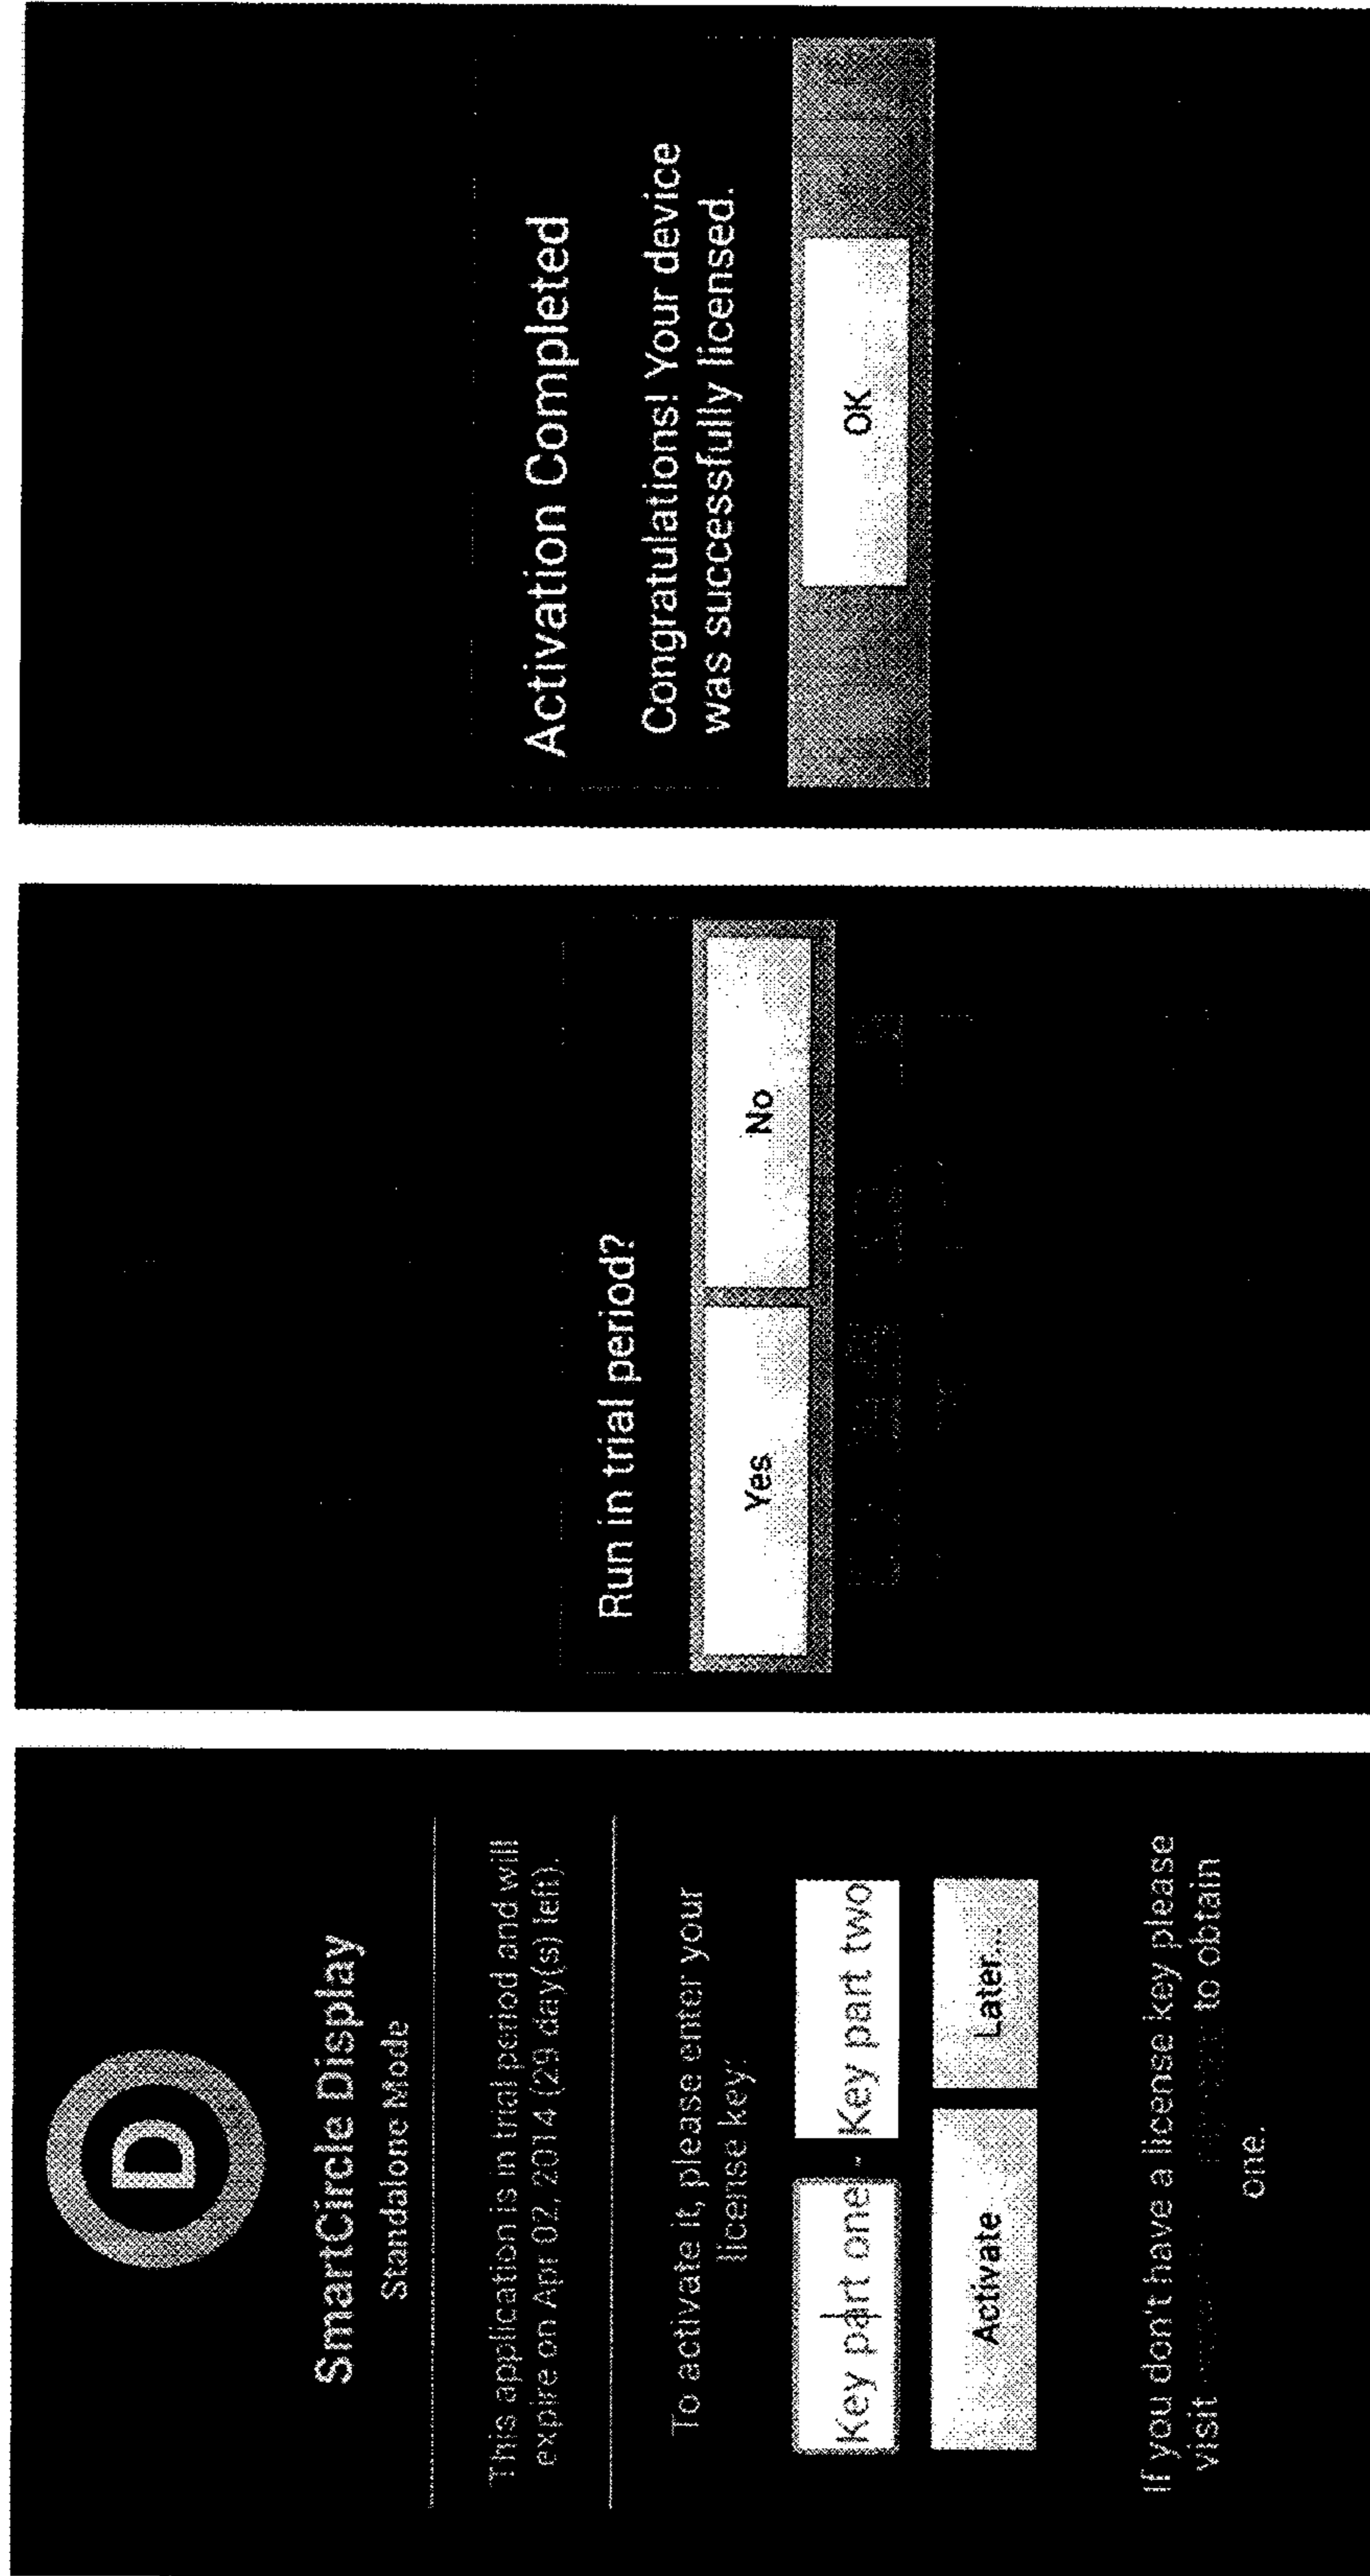 D
SmartCircle Display
Standalone Mode
This application is in trial period and will
expire on Apr 02, 2014 (29 day(s) left).
To activate it, please enter your
license key:
Key part one - Key part two
Activate Later...
If you don't have a license key please
visit to obtain
one.
Run in trial period?
Yes No
Activation Completed
Congratulations! Your device
was successfully licensed.
OK